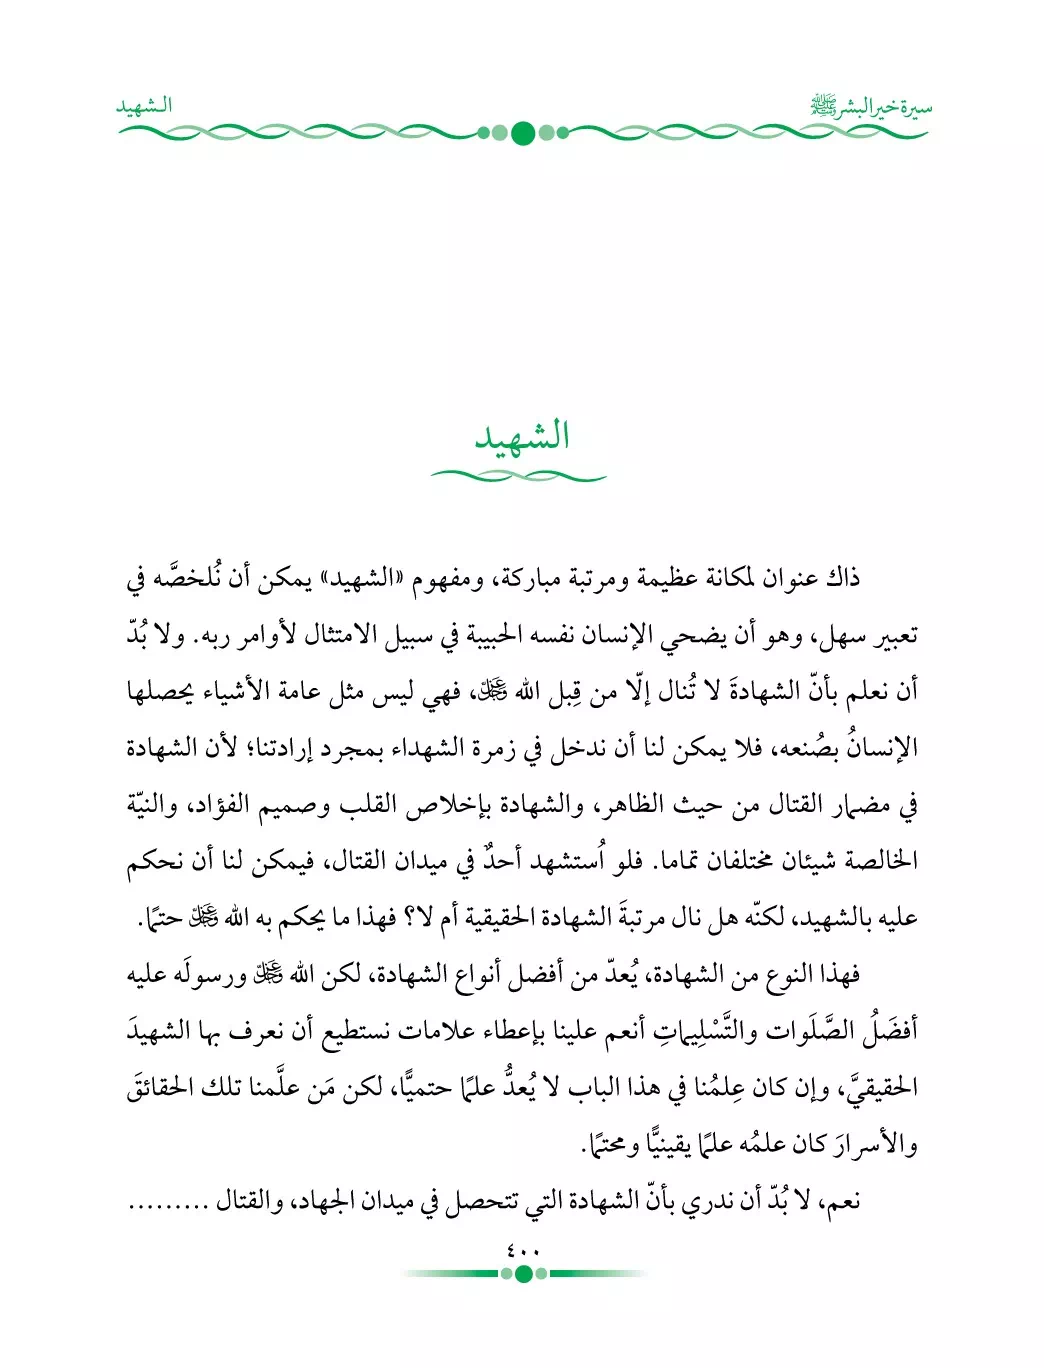 سيرة خير البشر ﷺ
الشهيد
الشهيد
ذاك عنوان لمكانة عظيمة ومرتبة مباركة، ومفهوم «الشهيد» يمكن أن نُلخصَّه في
تعبير سهل، وهو أن يضحي الإنسان نفسه الحبيبة في سبيل الامتثال لأوامر ربه. ولا بُدّ
أن نعلم بأنّ الشهادةَ لا تُنال إلّا من قِبل الله عَزَّوَجَلَّ، فهي ليس مثل عامة الأشياء يحصلها
الإنسانُ بصُنعه، فلا يمكن لنا أن ندخل في زمرة الشهداء بمجرد إرادتنا؛ لأن الشهادة
في مضمار القتال من حيث الظاهر، والشهادة بإخلاص القلب وصميم الفؤاد، والنيّة
الخالصة شيئان مختلفان تماما. فلو اُستشهد أحدٌ في ميدان القتال، فيمكن لنا أن نحكم
عليه بالشهيد، لكنّه هل نال مرتبةَ الشهادة الحقيقية أم لا؟ فهذا ما يحكم به الله عَزَّوَجَلَّ حتمًا.
فهذا النوع من الشهادة، يُعدّ من أفضل أنواع الشهادة، لكن الله عَزَّوَجَلَّ ورسولَه عليه
أفضَلُ الصَّلَوات والتَّسْلِيماتِ أنعم علينا بإعطاء علامات نستطيع أن نعرف بها الشهيدَ
الحقيقيَّ، وإن كان عِلمُنا في هذا الباب لا يُعدُّ علمًا حتميًّا، لكن مَن علَّمنا تلك الحقائقَ
والأسرارَ كان علمُه علمًا يقينيًّا ومحتمًا.
نعم، لا بُدّ أن ندري بأنّ الشهادة التي تتحصل في ميدان الجهاد، والقتال .........
٤٠٠